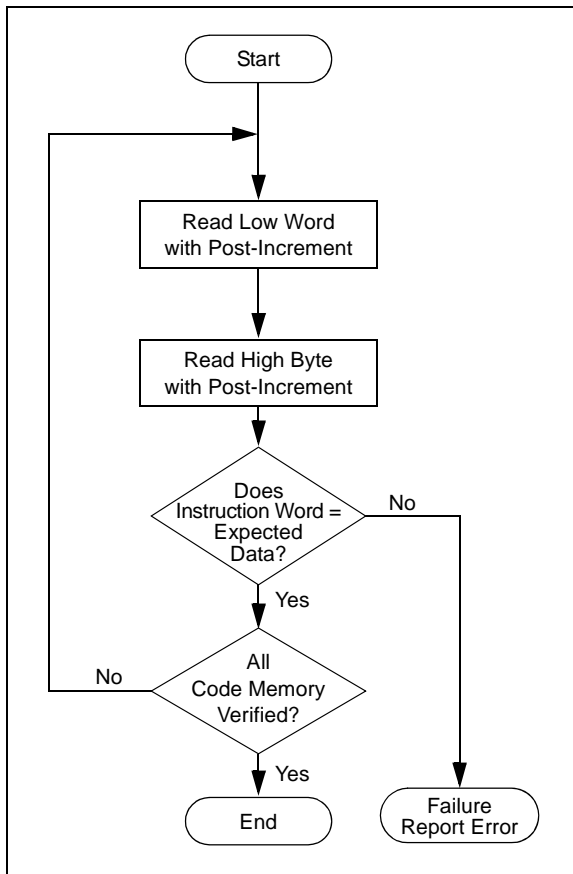 Start
Read Low Word
with Post-Increment
Read High Byte
with Post-Increment
Does
Instruction Word =
Expected
Data?
No
Yes
All
Code Memory
Verified?
No
Yes
End
Failure
Report Error